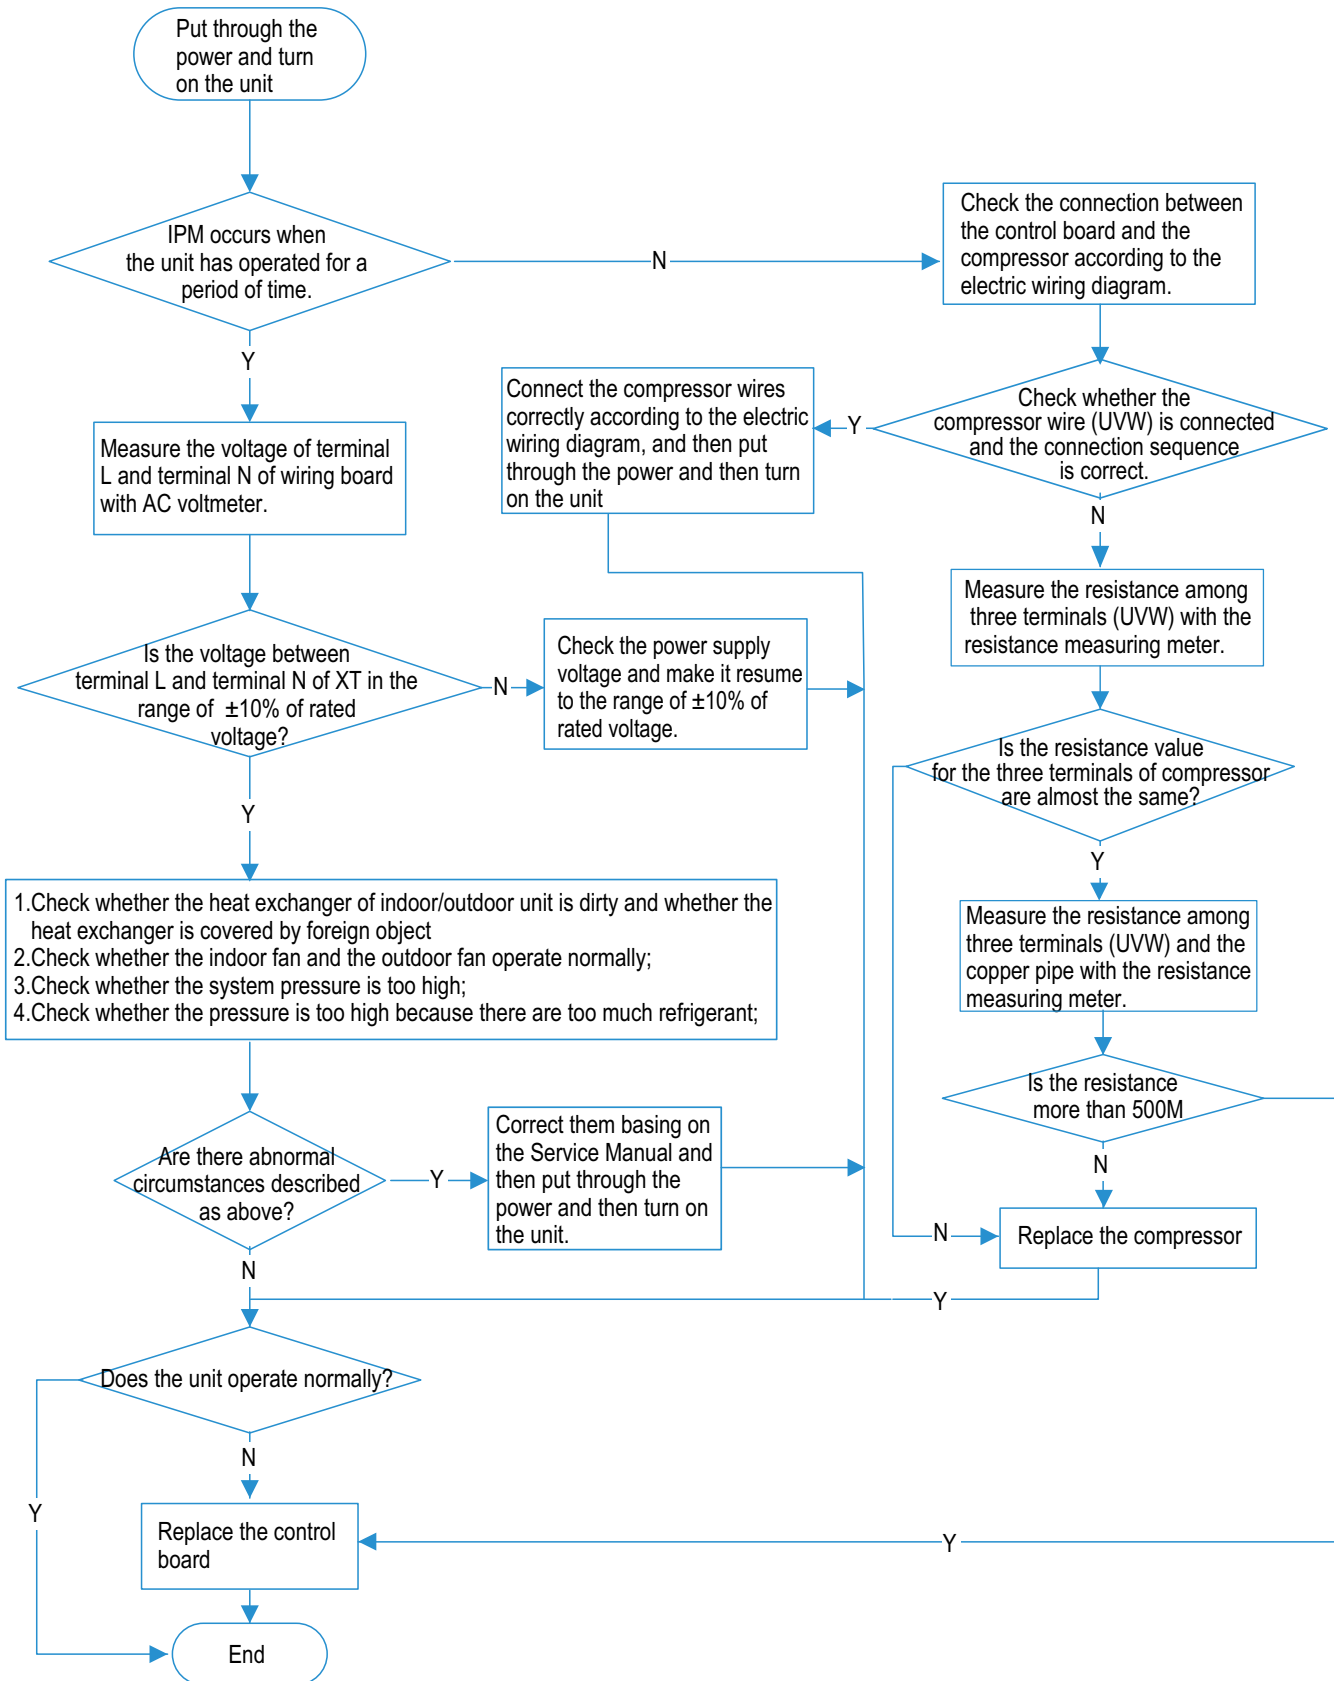 Put through the
power and turn
on the unit
IPM occurs when
the unit has operated for a
period of time.
N
Check the connection between
the control board and the
compressor according to the
electric wiring diagram.
Y
Connect the compressor wires
correctly according to the electric
wiring diagram, and then put
through the power and then turn
on the unit
Y
Check whether the
compressor wire (UVW) is connected
and the connection sequence
is correct.
Measure the voltage of terminal
L and terminal N of wiring board
with AC voltmeter.
N
Measure the resistance among
three terminals (UVW) with the
resistance measuring meter.
Is the voltage between
terminal L and terminal N of XT in the
range of ±10% of rated
voltage?
N
Check the power supply
voltage and make it resume
to the range of ±10% of
rated voltage.
Is the resistance value
for the three terminals of compressor
are almost the same?
Y
Y
1.Check whether the heat exchanger of indoor/outdoor unit is dirty and whether the
heat exchanger is covered by foreign object
2.Check whether the indoor fan and the outdoor fan operate normally;
3.Check whether the system pressure is too high;
4.Check whether the pressure is too high because there are too much refrigerant;
Measure the resistance among
three terminals (UVW) and the
copper pipe with the resistance
measuring meter.
Is the resistance
more than 500M
Are there abnormal
circumstances described
as above?
Y
Correct them basing on
the Service Manual and
then put through the
power and then turn on
the unit.
N
N
Replace the compressor
N
Y
Does the unit operate normally?
N
Y
Replace the control
board
Y
End